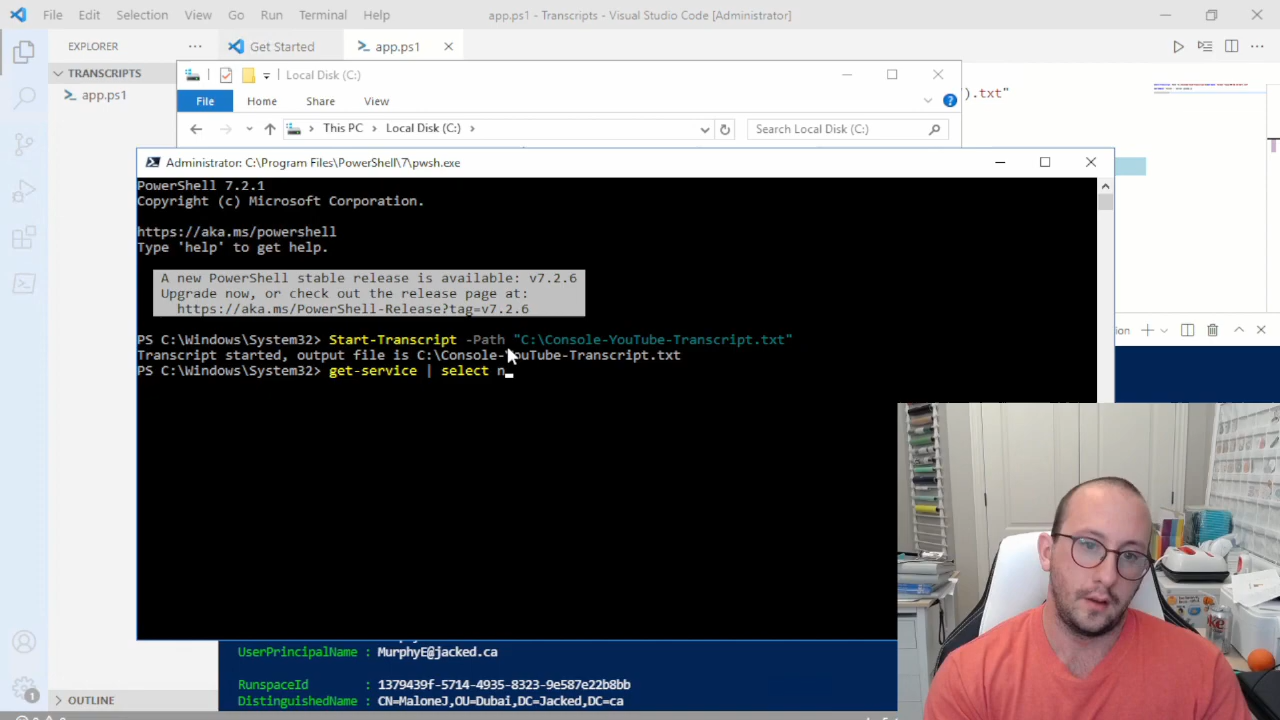 File Edit Selection View Go Run Terminal Help app.ps1 - Transcripts - Visual Studio Code [Administrator]
EXPLORER ··· Get Started app.ps1
TRANSCRIPTS
app.ps1
Local Disk (C:)
).txt"
File Home Share View
This PC > Local Disk (C:) >
Search Local Disk (C:)
Administrator: C:\Program Files\PowerShell\7\pwsh.exe
PowerShell 7.2.1
Copyright (c) Microsoft Corporation.
https://aka.ms/powershell
Type 'help' to get help.
A new PowerShell stable release is available: v7.2.6
Upgrade now, or check out the release page at:
https://aka.ms/PowerShell-Release?tag=v7.2.6
PS C:\Windows\System32> Start-Transcript -Path "C:\Console-YouTube-Transcript.txt"
Transcript started, output file is C:\Console-YouTube-Transcript.txt
PS C:\Windows\System32> get-service | select n_
UserPrincipalName : MurphyE@jacked.ca
RunspaceId : 1379439f-5714-4935-8323-9e587e22b8bb
DistinguishedName : CN=MaloneJ,OU=Dubai,DC=Jacked,DC=ca
1
OUTLINE